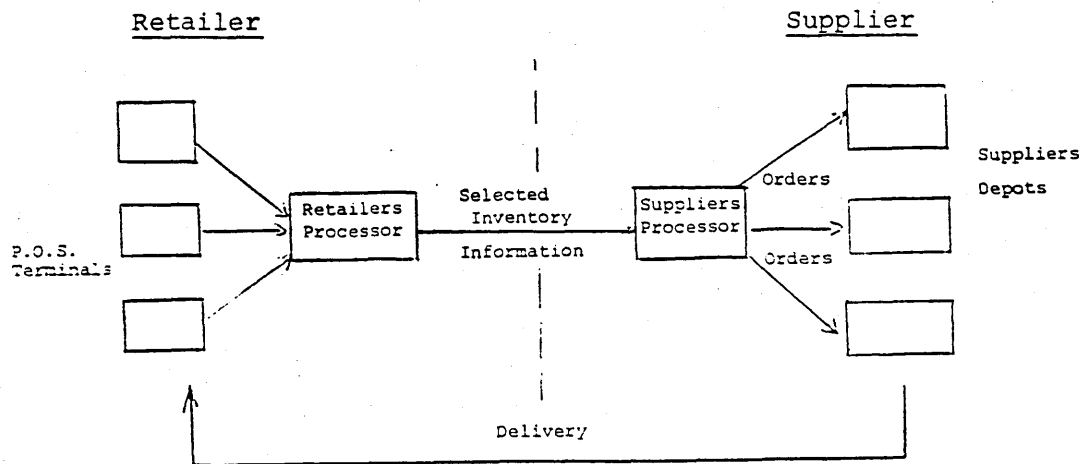 Retailer
Supplier
P.O.S.
Terminals
Retailers
Processor
Selected
Inventory
Information
Suppliers
Processor
Orders
Orders
Suppliers
Depots
Delivery